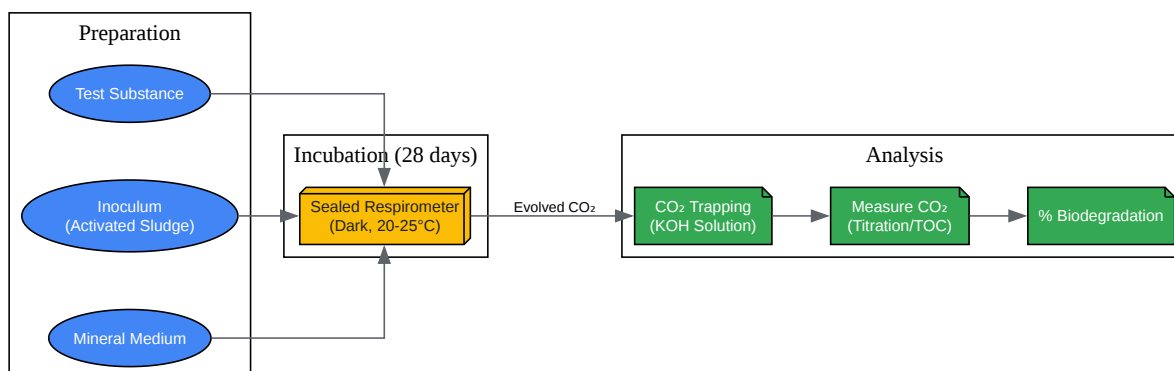 Preparation
Test Substance
Inoculum
(Activated Sludge)
Mineral Medium
Incubation (28 days)
Sealed Respirometer
(Dark, 20-25°C)
Evolved CO₂
Analysis
CO₂ Trapping
(KOH Solution)
Measure CO₂
(Titration/TOC)
% Biodegradation